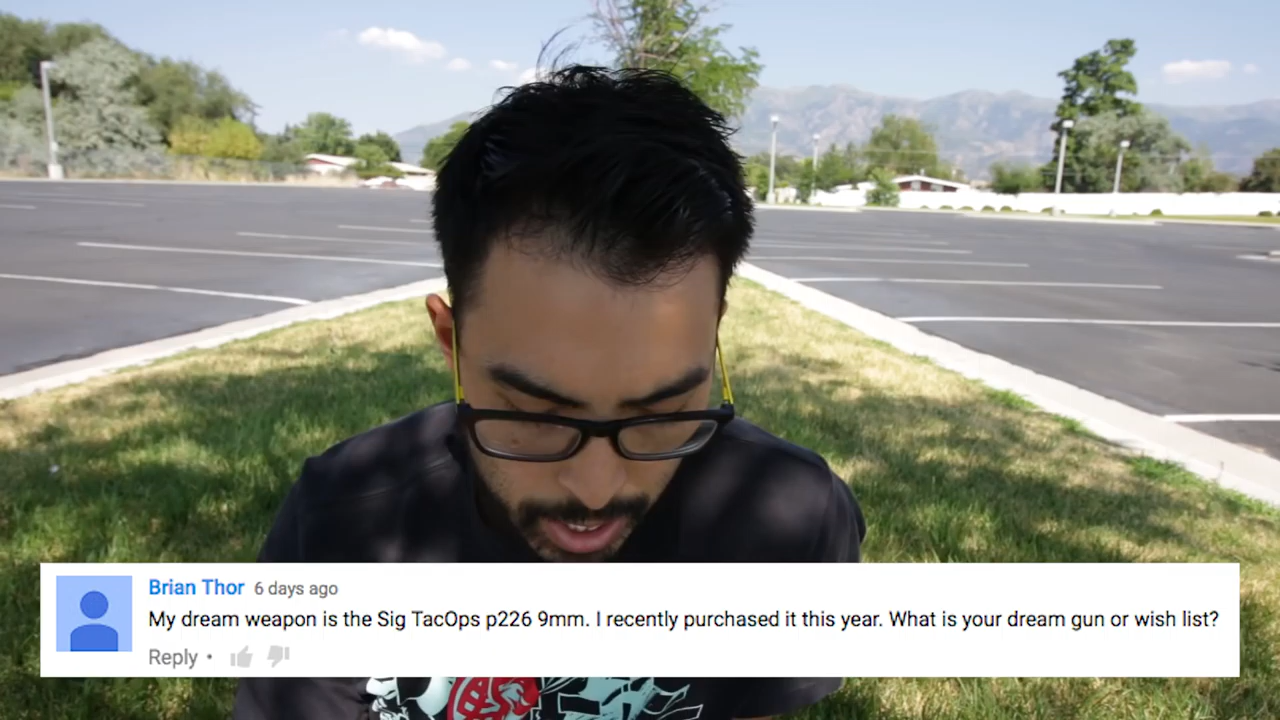 Brian Thor 6 days ago
My dream weapon is the Sig TacOps p226 9mm. I recently purchased it this year. What is your dream gun or wish list?
Reply •